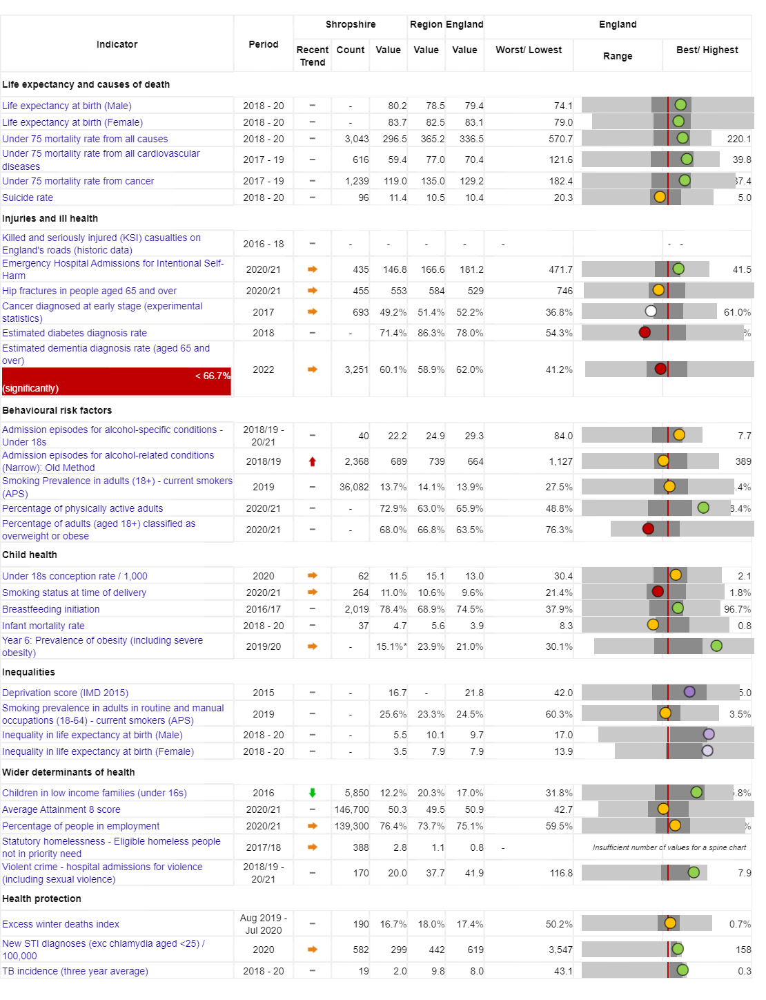 Shropshire Region England England
Indicator Period Recent Trend Count Value Value Value Worst/ Lowest Range Best/ Highest
Life expectancy and causes of death
Life expectancy at birth (Male) 2018 - 20 – - 80.2 78.5 79.4 74.1
Life expectancy at birth (Female) 2018 - 20 – - 83.7 82.5 83.1 79.0
Under 75 mortality rate from all causes 2018 - 20 – 3,043 296.5 365.2 336.5 570.7 220.1
Under 75 mortality rate from all cardiovascular
diseases 2017 - 19 – 616 59.4 77.0 70.4 121.6 39.8
Under 75 mortality rate from cancer 2017 - 19 – 1,239 119.0 135.0 129.2 182.4 7.4
Suicide rate 2018 - 20 – 96 11.4 10.5 10.4 20.3 5.0
Injuries and ill health
Killed and seriously injured (KSI) casualties on
England's roads (historic data) 2016 - 18 – - - - - - - -
Emergency Hospital Admissions for Intentional Self-
Harm 2020/21 435 146.8 166.6 181.2 471.7 41.5
Hip fractures in people aged 65 and over 2020/21 455 553 584 529 746
Cancer diagnosed at early stage (experimental
statistics) 2017 693 49.2% 51.4% 52.2% 36.8% 61.0%
Estimated diabetes diagnosis rate 2018 – - 71.4% 86.3% 78.0% 54.3% %
Estimated dementia diagnosis rate (aged 65 and
over) 2022 3,251 60.1% 58.9% 62.0% 41.2%
< 66.7%
(significantly)
Behavioural risk factors
Admission episodes for alcohol-specific conditions -
Under 18s 2018/19 - 20/21 – 40 22.2 24.9 29.3 84.0 7.7
Admission episodes for alcohol-related conditions
(Narrow): Old Method 2018/19 2,368 689 739 664 1,127 389
Smoking Prevalence in adults (18+) - current smokers
(APS) 2019 – 36,082 13.7% 14.1% 13.9% 27.5% .4%
Percentage of physically active adults 2020/21 – - 72.9% 63.0% 65.9% 48.8% .4%
Percentage of adults (aged 18+) classified as
overweight or obese 2020/21 – - 68.0% 66.8% 63.5% 76.3%
Child health
Under 18s conception rate / 1,000 2020 62 11.5 15.1 13.0 30.4 2.1
Smoking status at time of delivery 2020/21 264 11.0% 10.6% 9.6% 21.4% 1.8%
Breastfeeding initiation 2016/17 – 2,019 78.4% 68.9% 74.5% 37.9% 96.7%
Infant mortality rate 2018 - 20 – 37 4.7 5.6 3.9 8.3 0.8
Year 6: Prevalence of obesity (including severe
obesity) 2019/20 - 15.1%* 23.9% 21.0% 30.1%
Inequalities
Deprivation score (IMD 2015) 2015 – - 16.7 - 21.8 42.0 .0
Smoking prevalence in adults in routine and manual
occupations (18-64) - current smokers (APS) 2019 – - 25.6% 23.3% 24.5% 60.3% 3.5%
Inequality in life expectancy at birth (Male) 2018 - 20 – - 5.5 10.1 9.7 17.0
Inequality in life expectancy at birth (Female) 2018 - 20 – - 3.5 7.9 7.9 13.9
Wider determinants of health
Children in low income families (under 16s) 2016 5,850 12.2% 20.3% 17.0% 31.8% .8%
Average Attainment 8 score 2020/21 – 146,700 50.3 49.5 50.9 42.7
Percentage of people in employment 2020/21 139,300 76.4% 73.7% 75.1% 59.5% %
Statutory homelessness - Eligible homeless people
not in priority need 2017/18 388 2.8 1.1 0.8 - Insufficient number of values for a spine chart
Violent crime - hospital admissions for violence
(including sexual violence) 2018/19 - 20/21 – 170 20.0 37.7 41.9 116.8 7.9
Health protection
Excess winter deaths index Aug 2019 - Jul 2020 – 190 16.7% 18.0% 17.4% 50.2% 0.7%
New STI diagnoses (exc chlamydia aged <25) /
100,000 2020 582 299 442 619 3,547 158
TB incidence (three year average) 2018 - 20 – 19 2.0 9.8 8.0 43.1 0.3